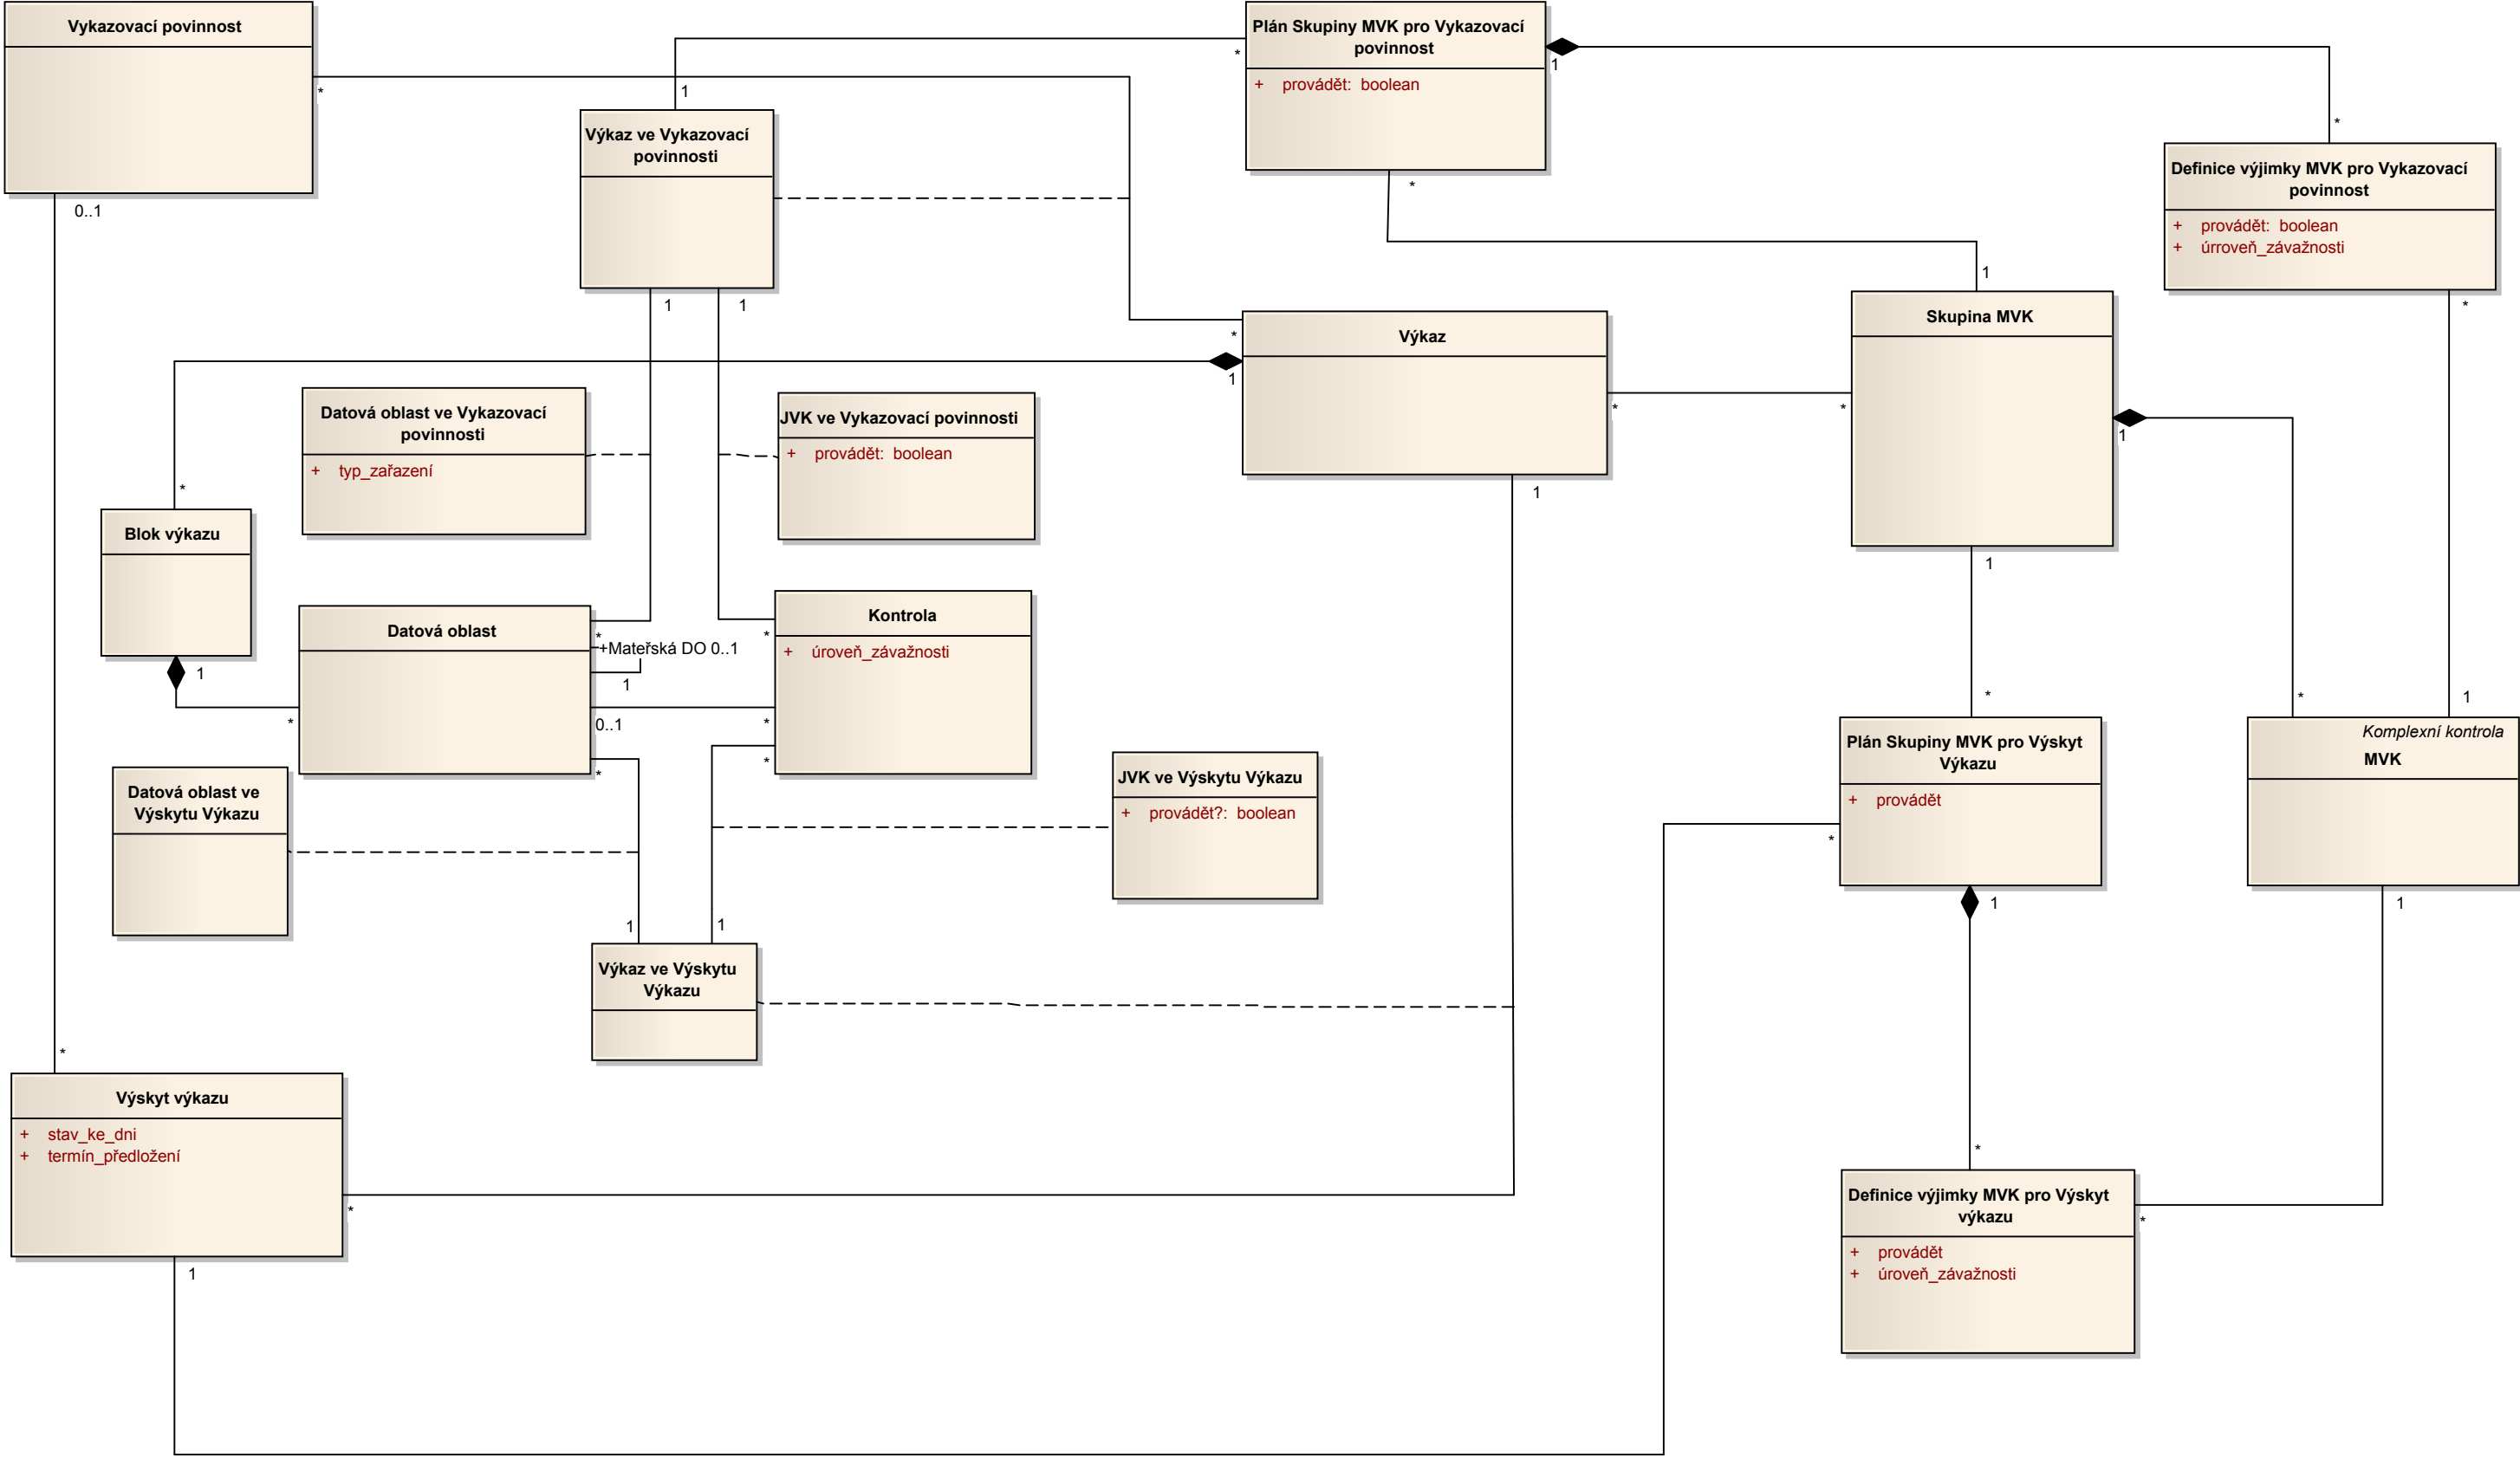 Vykazovací povinnost
*
0..1
Plán Skupiny MVK pro Vykazovací
povinnost
+ provádět: boolean
*
1
*
Výkaz ve Vykazovací
povinnosti
1
1
1
Definice výjimky MVK pro Vykazovací
povinnost
+ provádět: boolean
+ úrroveň_závažnosti
*
*
Výkaz
*
1
*
1
Skupina MVK
1
*
1
1
Datová oblast ve Vykazovací
povinnosti
+ typ_zařazení
JVK ve Vykazovací povinnosti
+ provádět: boolean
Blok výkazu
*
1
Datová oblast
*
+Mateřská DO 0..1
1
*
0..1
*
Kontrola
+ úroveň_závažnosti
*
*
*
Datová oblast ve
Výskytu Výkazu
JVK ve Výskytu Výkazu
+ provádět?: boolean
Plán Skupiny MVK pro Výskyt
Výkazu
+ provádět
*
*
1
Komplexní kontrola
MVK
*
1
1
Výkaz ve Výskytu
Výkazu
1
1
Výskyt výkazu
+ stav_ke_dni
+ termín_předložení
*
*
1
Definice výjimky MVK pro Výskyt
výkazu
+ provádět
+ úroveň_závažnosti
*
*